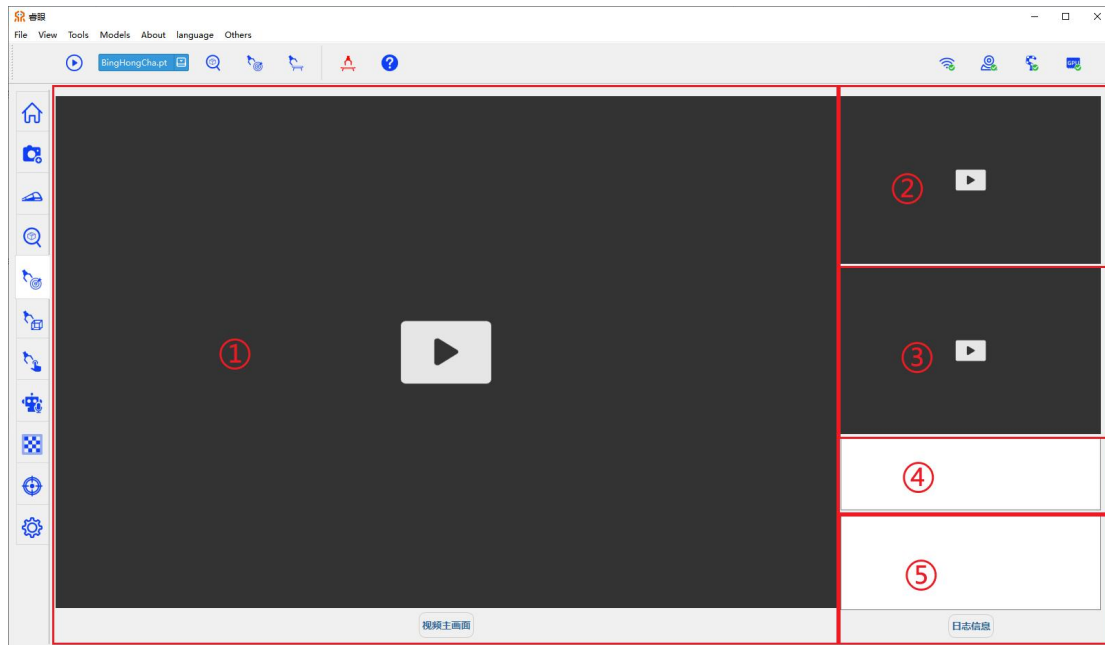 睿眼
File View Tools Models About language Others
BingHongCha.pt
GPU
①
②
③
④
⑤
视频主画面
日志信息